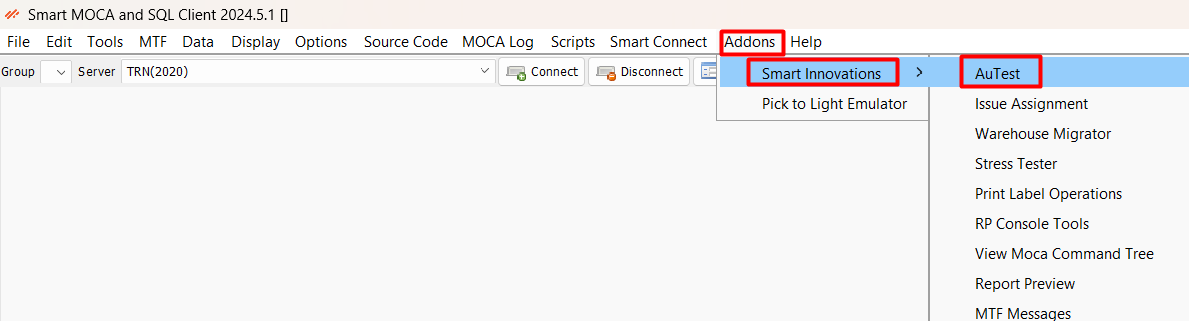 Smart MOCA and SQL Client 2024.5.1 []
File Edit Tools MTF Data Display Options Source Code MOCA Log Scripts Smart Connect Addons Help
Group Server TRN(2020) Connect Disconnect
Smart Innovations > AuTest
Pick to Light Emulator Issue Assignment
Warehouse Migrator
Stress Tester
Print Label Operations
RP Console Tools
View Moca Command Tree
Report Preview
MTF Messages